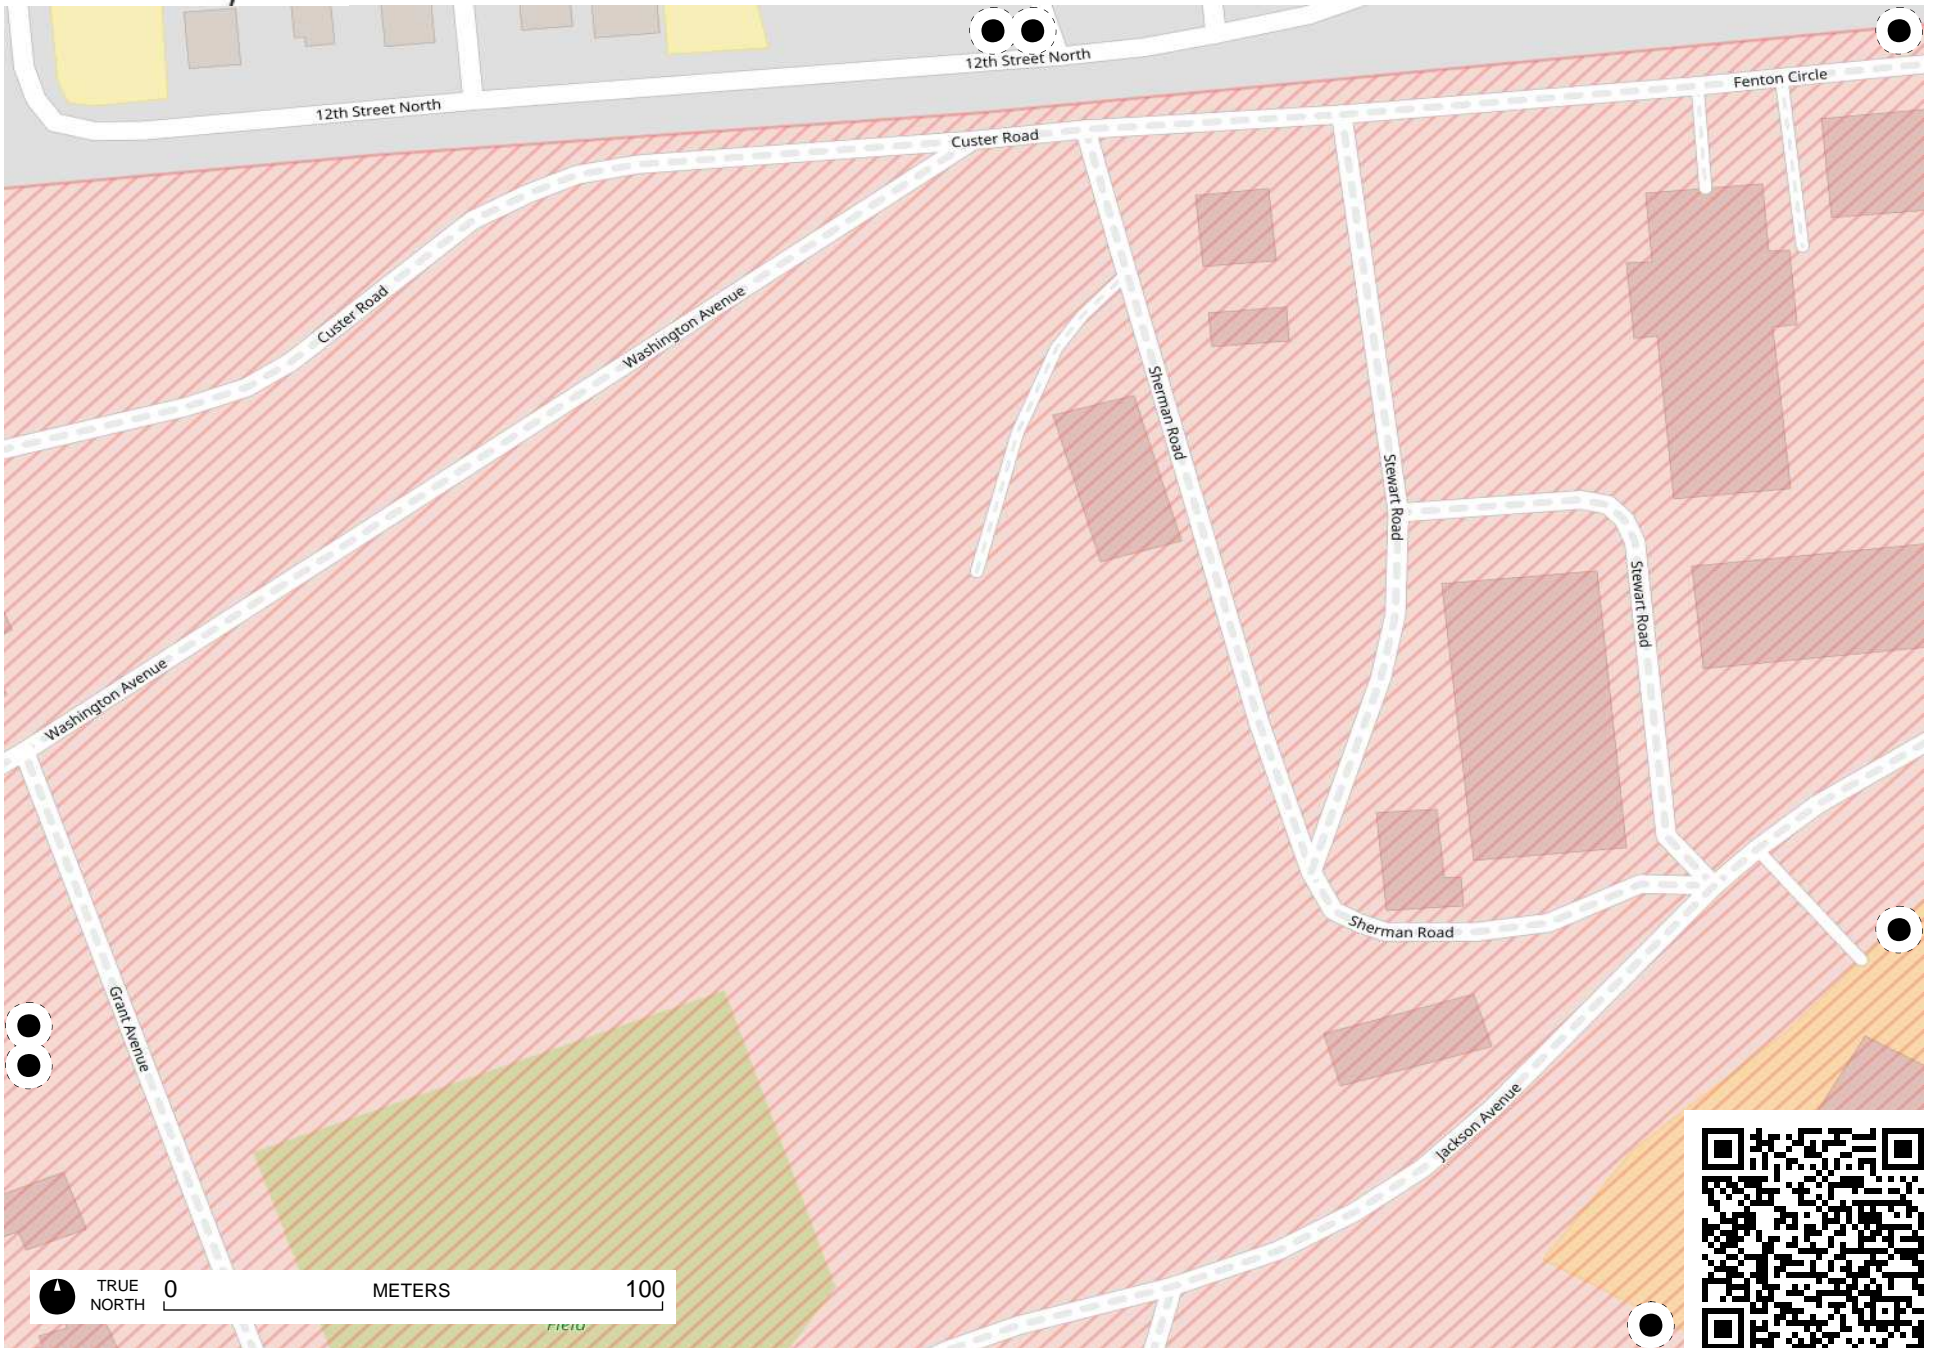 12th Street North
12th Street North
Fenton Circle
Custer Road
Custer Road
Washington Avenue
Sherman Road
Stewart Road
Stewart Road
Washington Avenue
Sherman Road
Grant Avenue
Jackson Avenue
TRUE NORTH
0 METERS 100
Field